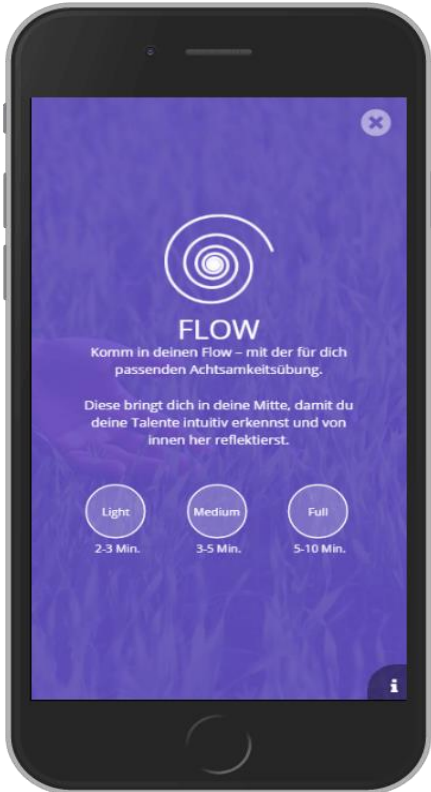 FLOW
Komm in deinen Flow – mit der für dich
passenden Achtsamkeitsübung.
Diese bringt dich in deine Mitte, damit du
deine Talente intuitiv erkennst und von
innen her reflektierst.
Light Medium Full
2-3 Min. 3-5 Min. 5-10 Min.
i